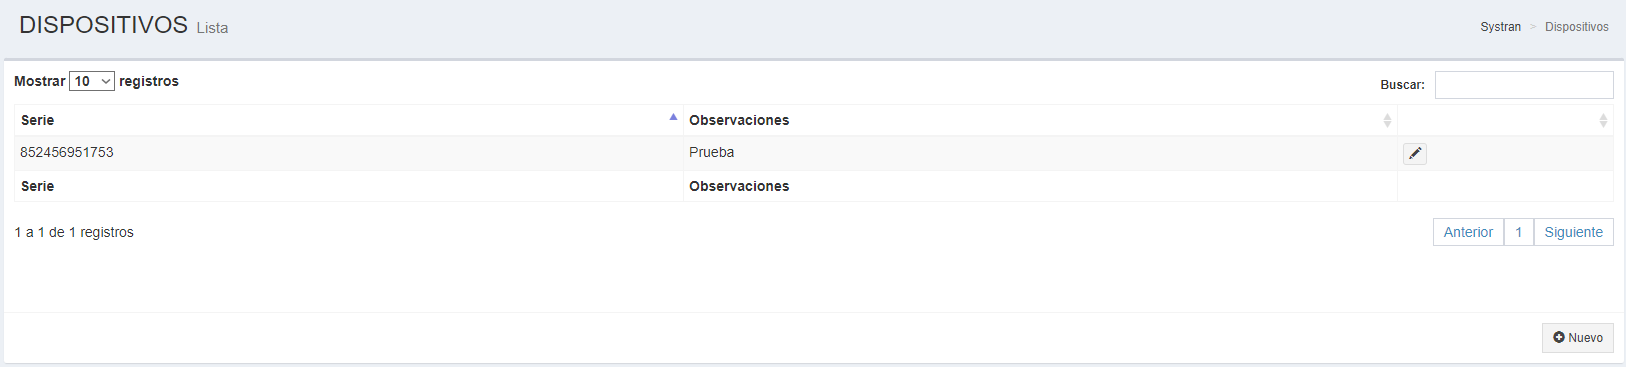 DISPOSITIVOS Lista
Systran > Dispositivos
Mostrar 10 registros
Buscar:
Serie Observaciones
852456951753 Prueba
Serie Observaciones
1 a 1 de 1 registros
Anterior 1 Siguiente
Nuevo